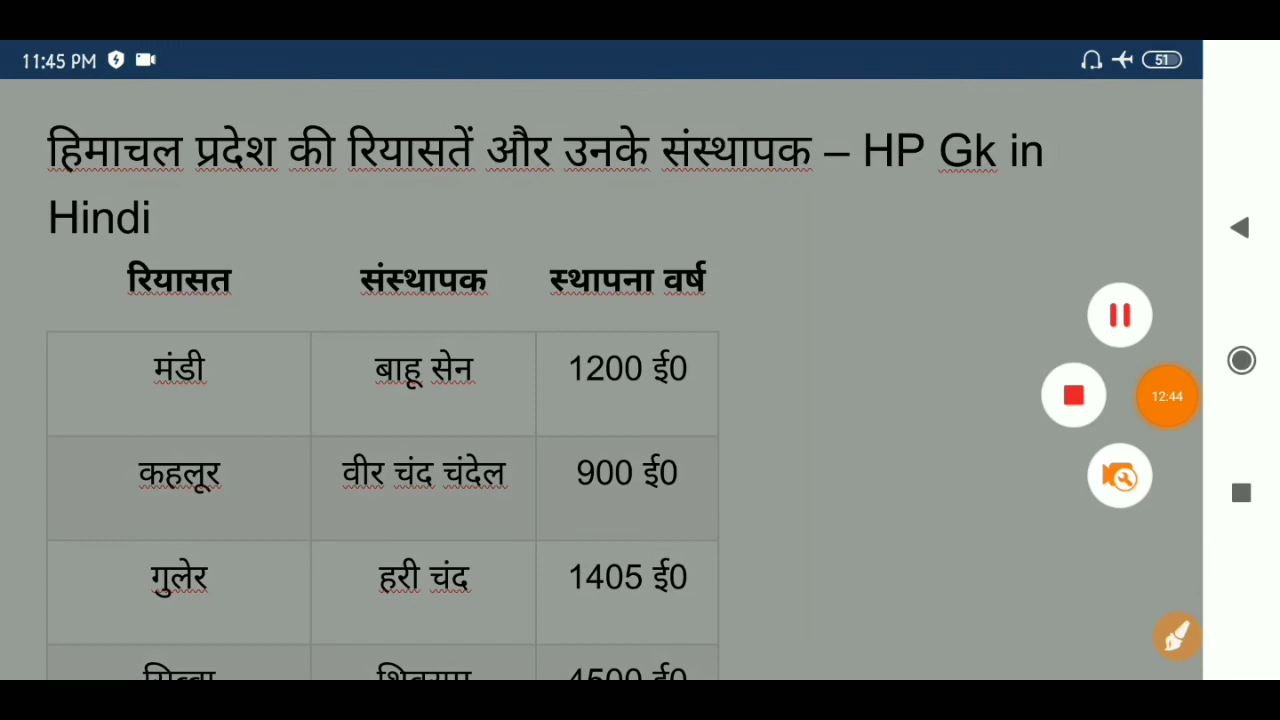 11:45 PM
51
हिमाचल प्रदेश की रियासतें और उनके संस्थापक – HP Gk in
Hindi
रियासत संस्थापक स्थापना वर्ष
मंडी बाहू सेन 1200 ई0
कहलूर वीर चंद चंदेल 900 ई0
गुलेर हरी चंद 1405 ई0
12:44